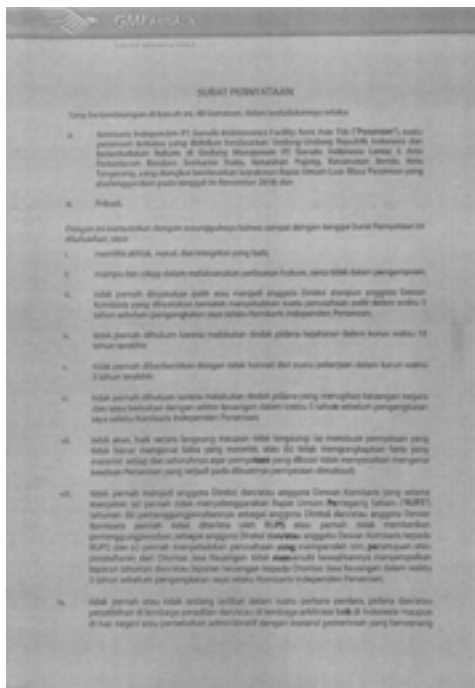 SURAT PERNYATAAN
Yang bertandatangan di bawah ini, Ali Gunawan, dalam kedudukannya selaku:
a. Komisaris Independen PT Garuda Maintenance Facility Aero Asia Tbk ("Perseroan"), suatu
perseroan terbatas yang didirikan berdasarkan Undang-Undang Republik Indonesia dan
berkedudukan hukum di Gedung Manajemen PT Garuda Indonesia Lantai 3 Area
Perkantoran Bandara Soekarno Hatta, Kelurahan Pajang, Kecamatan Benda, Kota
Tangerang, yang diangkat berdasarkan keputusan Rapat Umum Luar Biasa Perseroan yang
diselenggarakan pada tanggal November 2018; dan
Pribadi.
Dengan ini menyatakan dengan sesungguhnya bahwa sampai dengan tanggal Surat Pernyataan ini
dikeluarkan, saya:
i. memiliki akhlak, moral, dan integritas yang baik;
ii. mampu dan cakap dalam melaksanakan perbuatan hukum, serta tidak dalam pengampuan;
iii. tidak pernah dinyatakan pailit atau menjadi anggota Direksi ataupun anggota Dewan
Komisaris yang dinyatakan bersalah menyebabkan suatu perusahaan pailit dalam waktu 5
tahun sebelum pengangkatan saya selaku Komisaris Independen Perseroan;
iv. tidak pernah dihukum karena melakukan tindak pidana kejahatan dalam kurun waktu 10
tahun terakhir;
v. tidak pernah diberhentikan dengan tidak hormat dari suatu pekerjaan dalam kurun waktu
5 tahun terakhir;
vi. tidak pernah dihukum karena melakukan tindak pidana yang merugikan keuangan negara
dan/atau berkaitan dengan sektor keuangan dalam waktu 5 tahun sebelum pengangkatan
saya selaku Komisaris Independen Perseroan;
vii. tidak akan, baik secara langsung maupun tidak langsung: (a) membuat pernyataan yang
tidak benar mengenai fakta yang material, atau (b) tidak mengungkapkan fakta yang
material; setiap dan seluruhnya agar pernyataan yang dibuat tidak menyesatkan mengenai
keadaan Perseroan yang terjadi pada dibuatnya pernyataan dimaksud;
viii. tidak pernah menjadi anggota Direksi dan/atau anggota Dewan Komisaris yang selama
menjabat: (a) pernah tidak menyelenggarakan Rapat Umum Pemegang Saham ("RUPS")
tahunan; (b) pertanggungjawabannya sebagai anggota Direksi dan/atau anggota Dewan
Komisaris pernah tidak diterima oleh RUPS atau pernah tidak memberikan
pertanggungjawaban sebagai anggota Direksi dan/atau anggota Dewan Komisaris kepada
RUPS; dan (c) pernah menyebabkan perusahaan yang memperoleh izin, persetujuan atau
pendaftaran dari Otoritas Jasa Keuangan tidak memenuhi kewajibannya menyampaikan
laporan tahunan dan/atau laporan keuangan kepada Otoritas Jasa Keuangan dalam waktu
5 tahun sebelum pengangkatan saya selaku Komisaris Independen Perseroan;
ix. tidak pernah atau tidak sedang terlibat dalam suatu perkara perdata, pidana dan/atau
perselisihan di lembaga peradilan dan/atau di lembaga arbitrase baik di Indonesia maupun
di luar negeri atau perselisihan administratif dengan instansi pemerintah yang berwenang